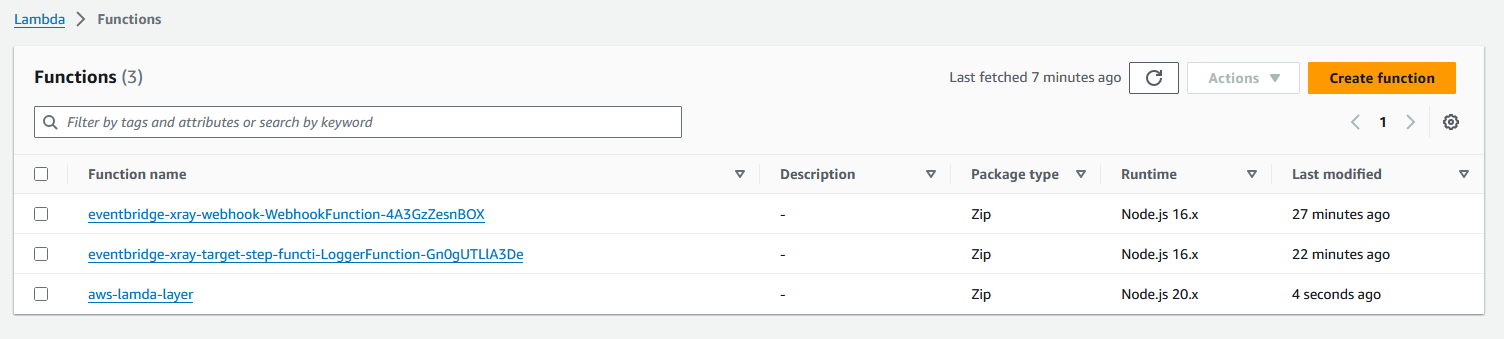 Lambda > Functions
Functions (3) Last fetched 7 minutes ago Actions Create function
Filter by tags and attributes or search by keyword 1
Function name Description Package type Runtime Last modified
eventbridge-xray-webhook-WebhookFunction-4A3GzZesnBOX - Zip Node.js 16.x 27 minutes ago
eventbridge-xray-target-step-functi-LoggerFunction-Gn0gUTLlA3De - Zip Node.js 16.x 22 minutes ago
aws-lamda-layer - Zip Node.js 20.x 4 seconds ago